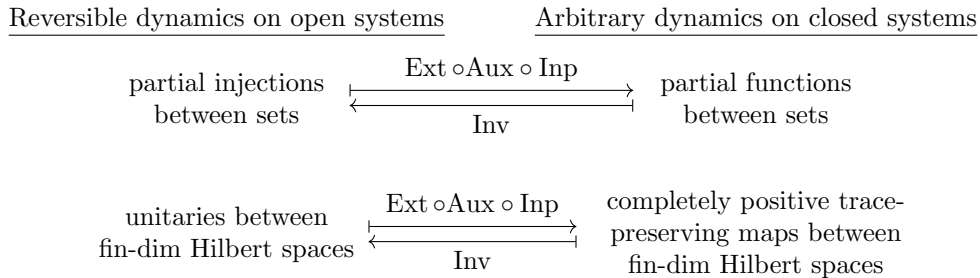 Reversible dynamics on open systems
Arbitrary dynamics on closed systems
partial injections
between sets
Ext ∘Aux ∘ Inp
Inv
partial functions
between sets
unitaries between
fin-dim Hilbert spaces
Ext ∘Aux ∘ Inp
Inv
completely positive trace-
preserving maps between
fin-dim Hilbert spaces